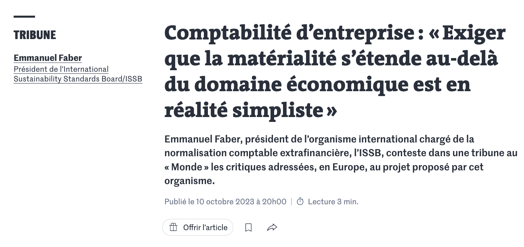 TRIBUNE
Emmanuel Faber
Président de l'International
Sustainability Standards Board/ISSB
Comptabilité d’entreprise : « Exiger
que la matérialité s’étende au-delà
du domaine économique est en
réalité simpliste »
Emmanuel Faber, président de l’organisme international chargé de la
normalisation comptable extrafinancière, l’ISSB, conteste dans une tribune au
« Monde » les critiques adressées, en Europe, au projet proposé par cet
organisme.
Publié le 10 octobre 2023 à 20h00 | Lecture 3 min.
Offrir l’article